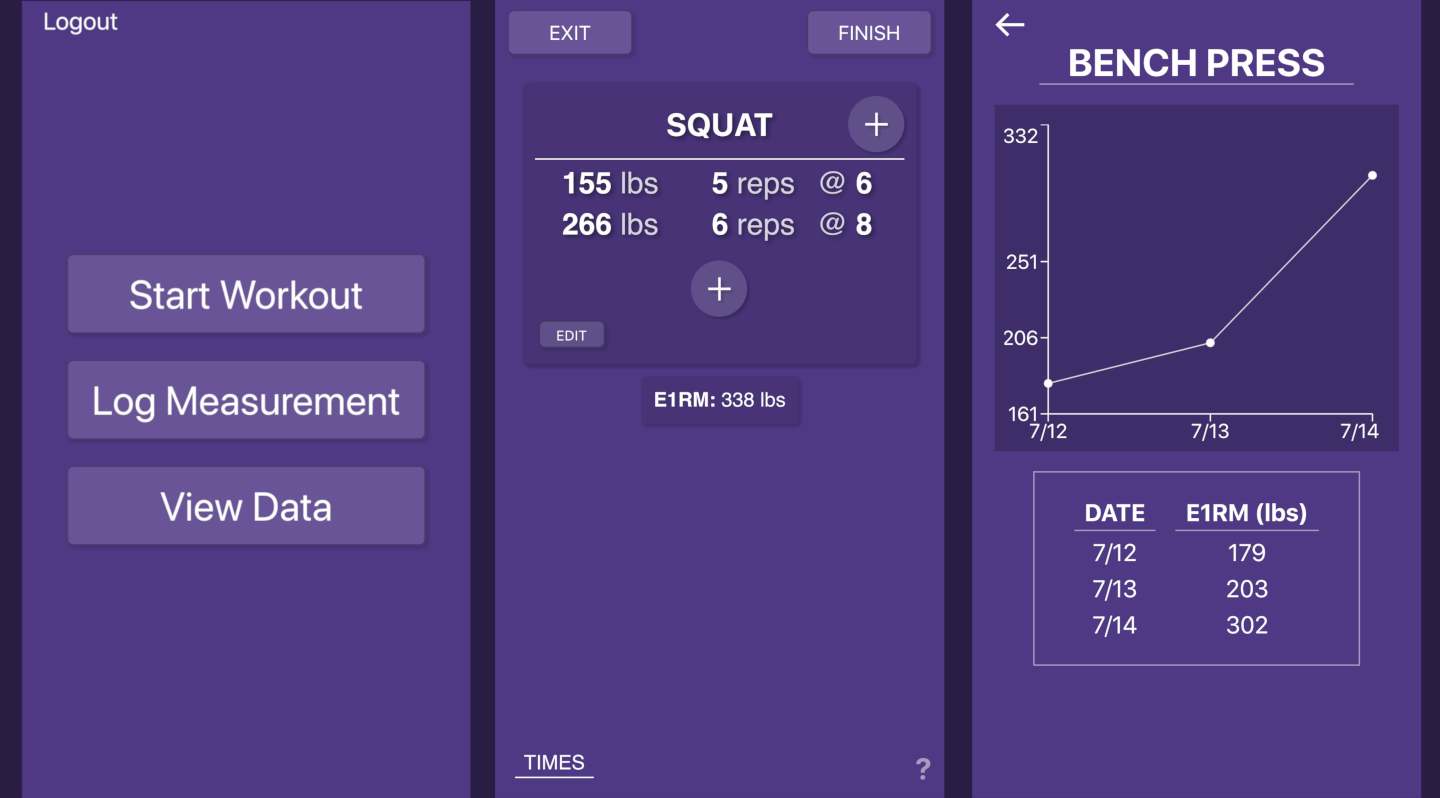 Logout
Start Workout
Log Measurement
View Data
EXIT
FINISH
SQUAT
+
155 lbs 5 reps @ 6
266 lbs 6 reps @ 8
+
EDIT
E1RM: 338 lbs
TIMES
?
BENCH PRESS
332
251
206
161
7/12 7/13 7/14
DATE E1RM (lbs)
7/12 179
7/13 203
7/14 302